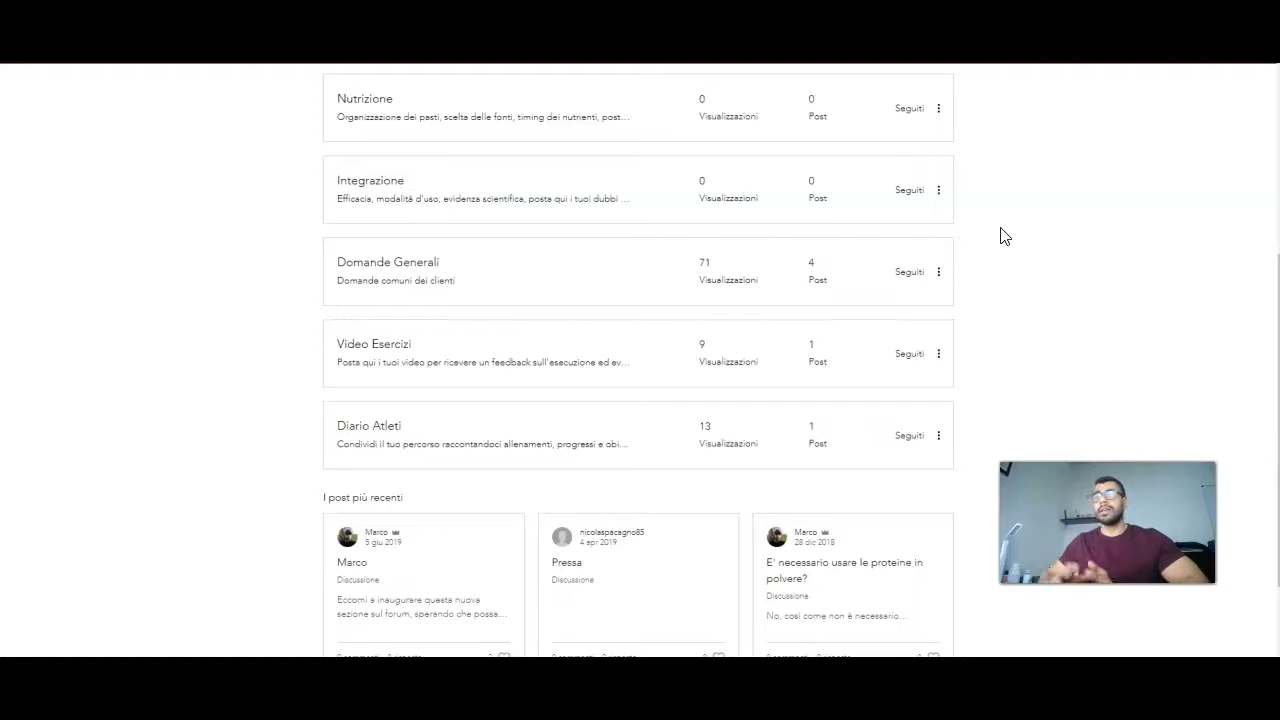 Nutrizione
0
0
Organizzazione dei pasti, scelta delle fonti, timing dei nutrienti, post...
Visualizzazioni
Post
Seguiti
Integrazione
0
0
Efficacia, modalità d'uso, evidenza scientifica, posta qui i tuoi dubbi ...
Visualizzazioni
Post
Seguiti
Domande Generali
71
4
Domande comuni dei clienti
Visualizzazioni
Post
Seguiti
Video Esercizi
9
1
Posta qui i tuoi video per ricevere un feedback sull'esecuzione ed ev...
Visualizzazioni
Post
Seguiti
Diario Atleti
13
1
Condividi il tuo percorso raccontandoci allenamenti, progressi e obi...
Visualizzazioni
Post
Seguiti
I post più recenti
Marco
5 giu 2019
Marco
Discussione
Eccomi a inaugurare questa nuova
sezione sul forum, sperando che possa...
nicolaspacagno85
4 apr 2019
Pressa
Discussione
Marco
28 dic 2018
E' necessario usare le proteine in
polvere?
Discussione
No, così come non è necessario...